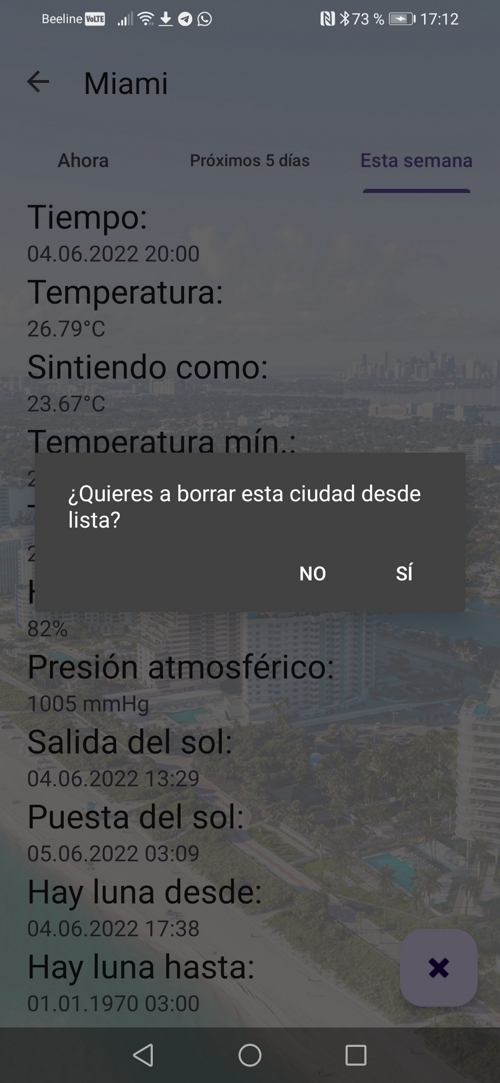 Beeline VoLTE 73 % 17:12
Miami
Ahora Próximos 5 días Esta semana
Tiempo:
04.06.2022 20:00
Temperatura:
26.79°C
Sintiendo como:
23.67°C
Temperatura mín.:
¿Quieres a borrar esta ciudad desde
lista?
NO SÍ
82%
Presión atmosférico:
1005 mmHg
Salida del sol:
04.06.2022 13:29
Puesta del sol:
05.06.2022 03:09
Hay luna desde:
04.06.2022 17:38
Hay luna hasta:
01.01.1970 03:00